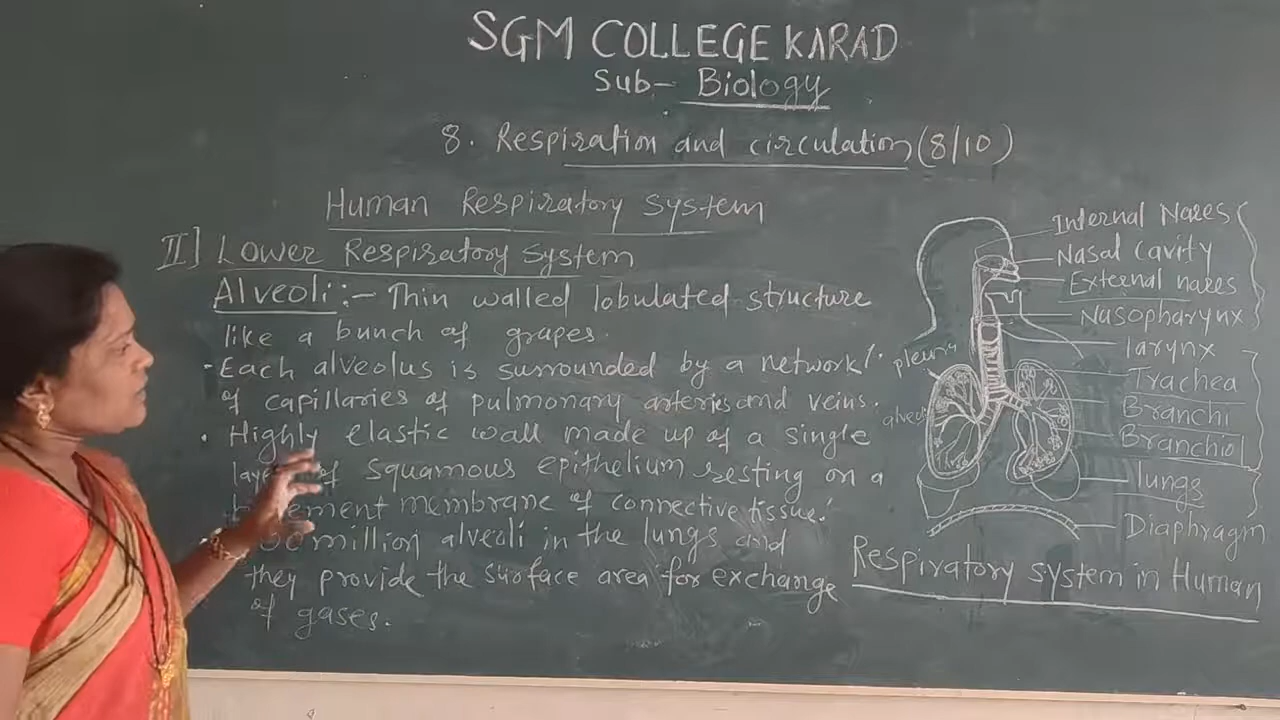 SGM COLLEGE KARAD
Sub- Biology
8. Respiration and circulation (8/10)
Human Respiratory System
II] Lower Respiratory System
Alveoli :- Thin walled lobulated structure
like a bunch of grapes.
- Each alveolus is surrounded by a network
of capillaries of pulmonary arteries and veins.
• Highly elastic wall made up of a single
of squamous epithelium resting on a
membrane of connective tissue.
million alveoli in the lungs and
they provide the surface area for exchange
of gases.
Internal Nares
Nasal cavity
External nares
Nasopharynx
larynx
pleura
Trachea
Branchi
Branchiol
lungs
Diaphragm
Respiratory system in Human